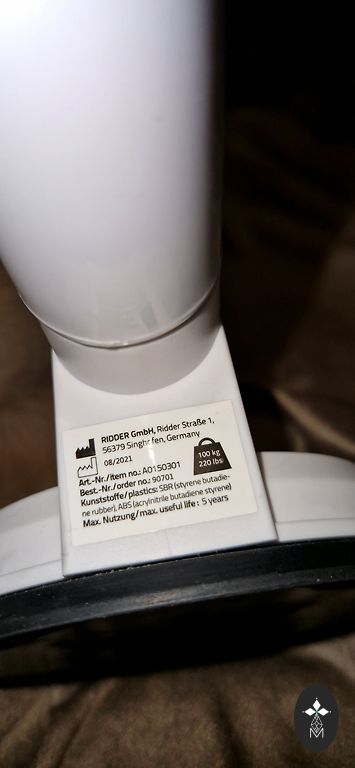 RIDDER GmbH, Ridder Straße 1,
56379 Singhofen, Germany
08/2021
100 kg
220 lbs
Art.-Nr./Item no.: A0150301
Best.-Nr./order no.: 90701
Kunststoffe/plastics: SBR (styrene butadie-
ne rubber), ABS (acrylnitrile butadiene styrene)
Max. Nutzung/max. useful life : 5 years
M